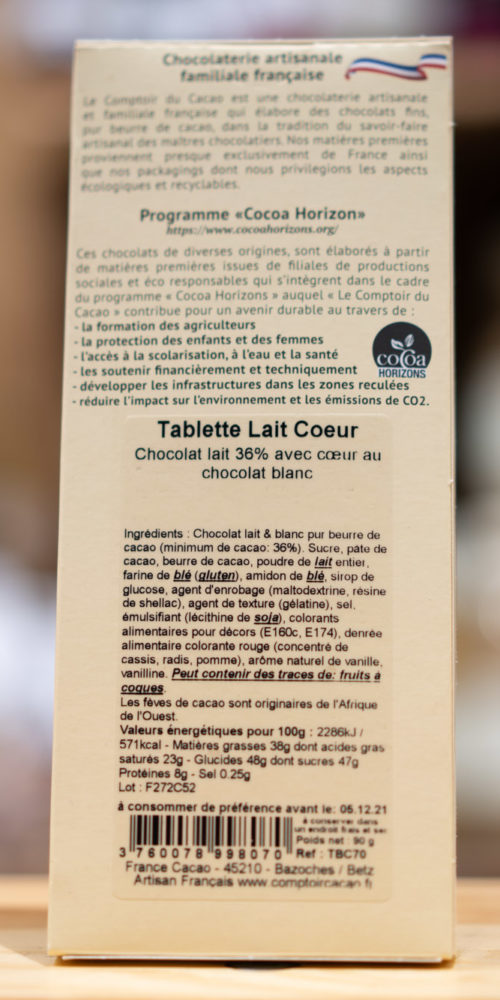 Chocolaterie artisanale
familiale française
Le Comptoir du Cacao est une chocolaterie artisanale
et familiale française qui élabore des chocolats fins,
pur beurre de cacao, dans la tradition du savoir-faire
artisanal des maîtres chocolatiers. Nos matières premières
proviennent presque exclusivement de France ainsi
que nos packagings dont nous privilegions les aspects
écologiques et recyclables.
Programme «Cocoa Horizon»
https://www.cocoahorizons.org/
Ces chocolats de diverses origines, sont élaborés à partir
de matières premières issues de filiales de productions
sociales et éco responsables qui s'intègrent dans le cadre
du programme « Cocoa Horizons » auquel « Le Comptoir du
Cacao » contribue pour un avenir durable au travers de :
- la formation des agriculteurs
- la protection des enfants et des femmes
- l'accès à la scolarisation, à l'eau et la santé
- les soutenir financièrement et techniquement
- développer les infrastructures dans les zones reculées
- réduire l'impact sur l'environnement et les émissions de CO2.
cocoa
HORIZONS
Tablette Lait Coeur
Chocolat lait 36% avec cœur au
chocolat blanc
Ingrédients : Chocolat lait & blanc pur beurre de
cacao (minimum de cacao: 36%). Sucre, pate de
cacao, beurre de cacao, poudre de lait entier,
farine de blé (gluten), amidon de blé, sirop de
glucose, agent d'enrobage (maltodextrine, résine
de shellac), agent de texture (gélatine), sel,
émulsifiant (lécithine de soja), colorants
alimentaires pour décors (E160c, E174), denrée
alimentaire colorante rouge (concentré de
cassis, radis, pomme), arôme naturel de vanille,
vanilline. Peut contenir des traces de: fruits à
coques.
Les fèves de cacao sont originaires de l'Afrique
de l'Ouest.
Valeurs énergétiques pour 100g : 2286kJ /
571kcal - Matières grasses 38g dont acides gras
saturés 23g - Glucides 48g dont sucres 47g
Protéines 8g - Sel 0.25g
Lot : F272C52
à consommer de préférence avant le: 05.12.21
à conserver dans
un endroit frais et sec
Poids net : 90 g
3 760078 998070 Ref : TBC70
France Cacao - 45210 - Bazoches / Betz
Artisan Français www.comptoircacao.fr